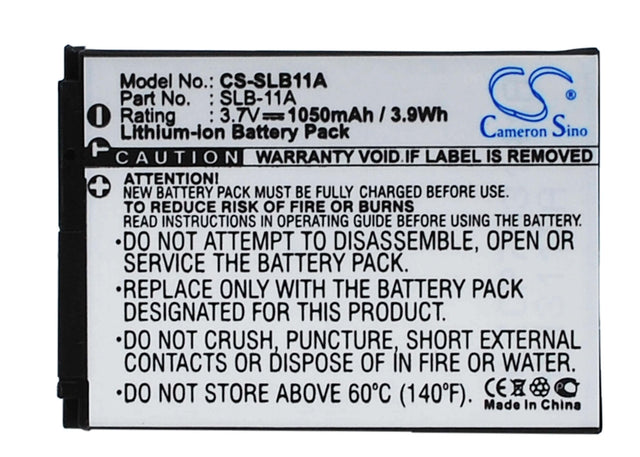 Model No.: CS-SLB11A
Part No. : SLB-11A
Rating : 3.7V⎓1050mAh / 3.9Wh
Lithium-ion Battery Pack
CS®
Cameron Sino
CAUTION WARRANTY VOID IF LABEL IS REMOVED
− T +
ATTENTION!
NEW BATTERY PACK MUST BE FULLY CHARGED BEFORE USE.
TO REDUCE RISK OF FIRE OR BURNS
READ INSTRUCTIONS IN OPERATING GUIDE BEFORE USING BATTERY.
•DO NOT ATTEMPT TO DISASSEMBLE, OPEN OR
SERVICE THE BATTERY PACK.
•REPLACE ONLY WITH THE BATTERY PACK
DESIGNATED FOR YOUR PRODUCT.
•DO NOT CRUSH, PUNCTURE, SHORT EXTERNAL
CONTACTS OR DISPOSE IN FIRE OR WATER.
•DO NOT STORE ABOVE 60°C (140°F).
CE
Made In China